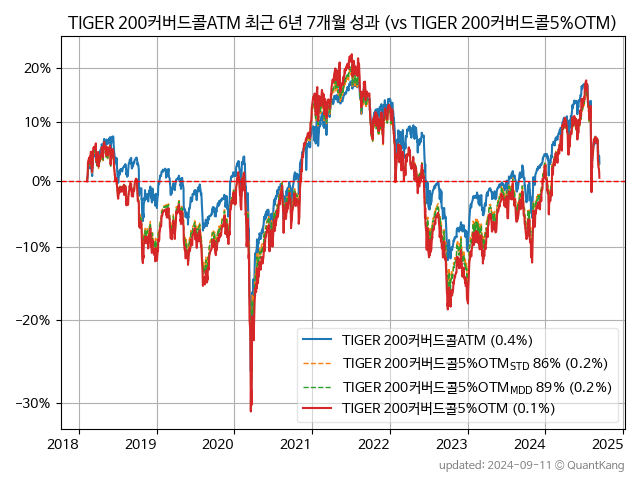 TIGER 200커버드콜ATM 최근 6년 7개월 성과 (vs TIGER 200커버드콜5%OTM)
20%
10%
0%
−10%
−20%
−30%
TIGER 200커버드콜ATM (0.4%)
TIGER 200커버드콜5%OTM_STD 86% (0.2%)
TIGER 200커버드콜5%OTM_MDD 89% (0.2%)
TIGER 200커버드콜5%OTM (0.1%)
2018 2019 2020 2021 2022 2023 2024 2025
updated: 2024-09-11 © QuantKang